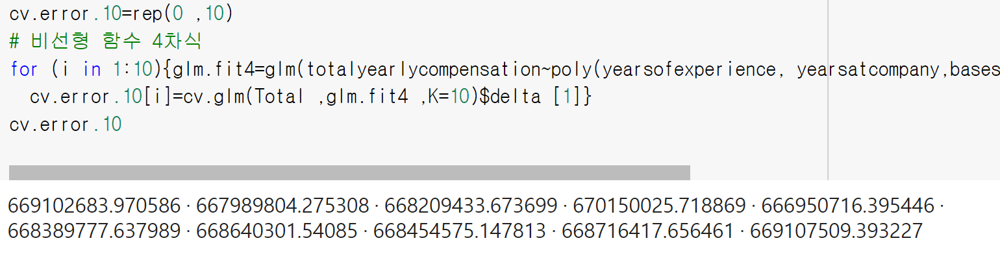 cv.error.10=rep(0 ,10)
# 비선형 함수 4차식
for (i in 1:10){glm.fit4=glm(totalyearlycompensation~poly(yearsofexperience, yearsatcompany,bases
cv.error.10[i]=cv.glm(Total ,glm.fit4 ,K=10)$delta [1]}
cv.error.10
669102683.970586 · 667989804.275308 · 668209433.673699 · 670150025.718869 · 666950716.395446 ·
668389777.637989 · 668640301.54085 · 668454575.147813 · 668716417.656461 · 669107509.393227